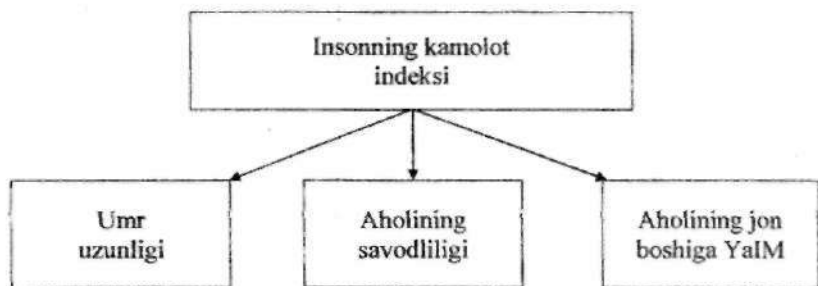 Insonning kamolot
indeksi
Umr
uzunligi
Aholining
savodliligi
Aholining jon
boshiga YaIM